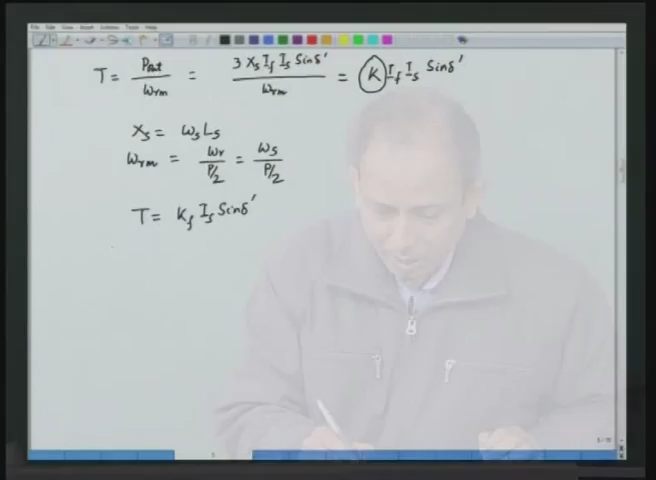 T = Pout / ωrm = 3 Xs If Is Sinδ' / ωrm = K If Is Sinδ'
Xs = ωs Ls
ωrm = ωr / P/2 = ωs / P/2
T = Kf Is Sinδ'